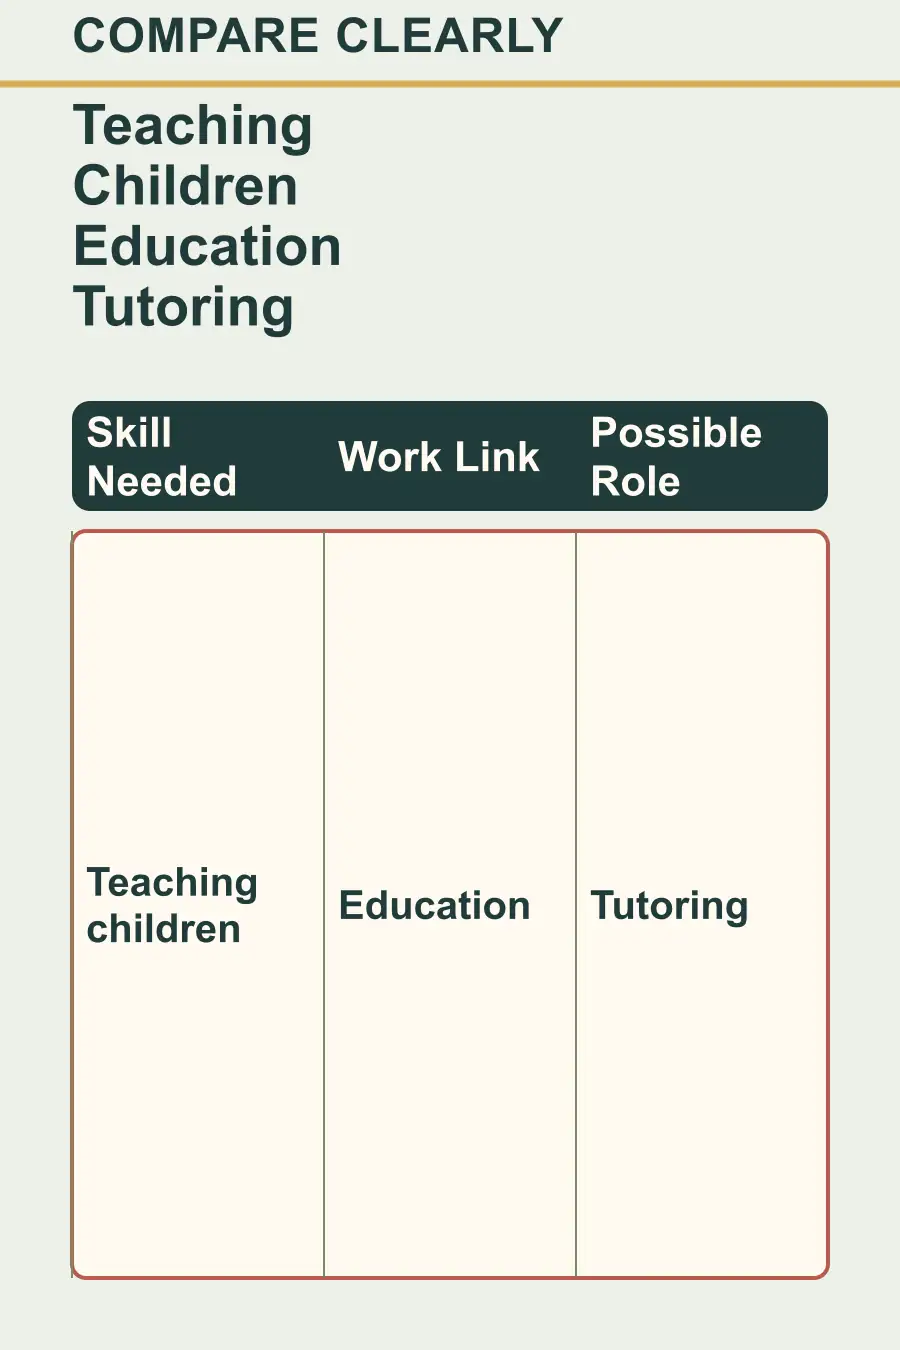 COMPARE CLEARLY
Teaching
Children
Education
Tutoring
Skill
Needed
Work Link
Possible
Role
Teaching
children
Education
Tutoring